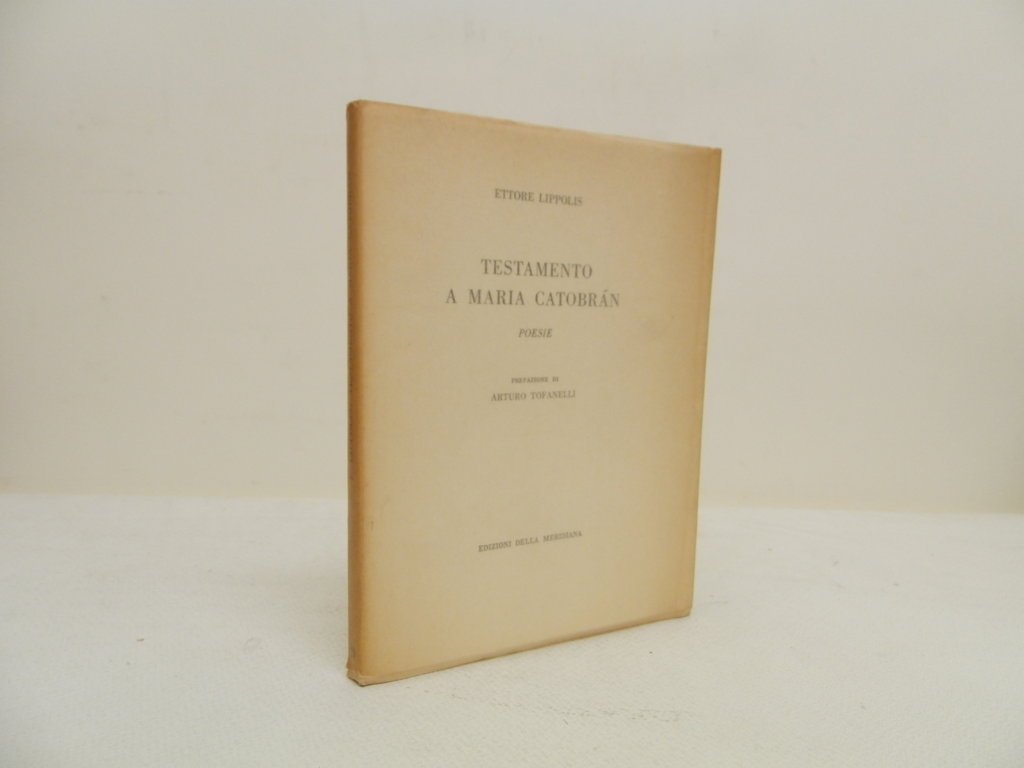 ETTORE LIPPOLIS
TESTAMENTO
A MARIA CATOBRÁN
POESIE
PREFAZIONE DI
ARTURO TOFANELLI
EDIZIONI DELLA MERIDIANA